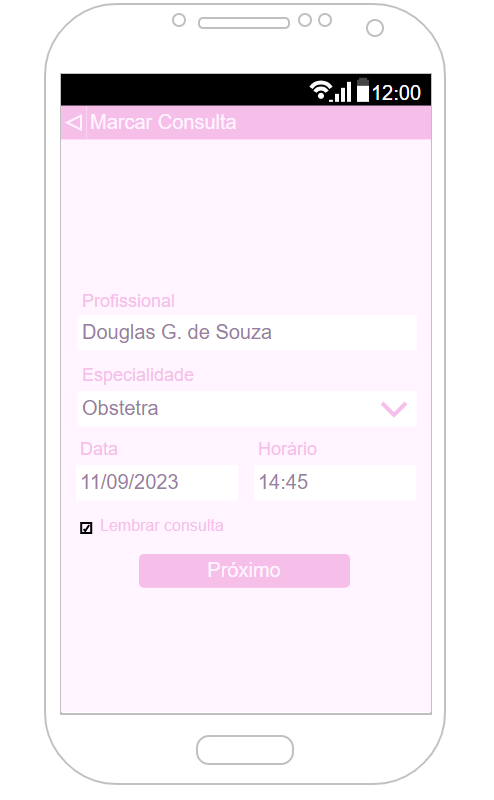 12:00
Marcar Consulta
Profissional
Douglas G. de Souza
Especialidade
Obstetra
Data Horário
11/09/2023 14:45
Lembrar consulta
Próximo